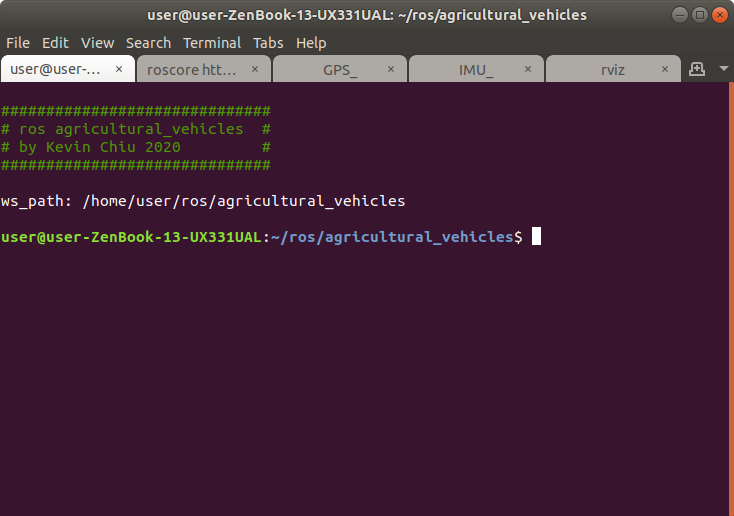 user@user-ZenBook-13-UX331UAL: ~/ros/agricultural_vehicles
File Edit View Search Terminal Tabs Help
user@user-... × roscore htt... × GPS_ × IMU_ × rviz ×
##############################
# ros agricultural_vehicles  #
# by Kevin Chiu 2020         #
##############################
ws_path: /home/user/ros/agricultural_vehicles
user@user-ZenBook-13-UX331UAL:~/ros/agricultural_vehicles$